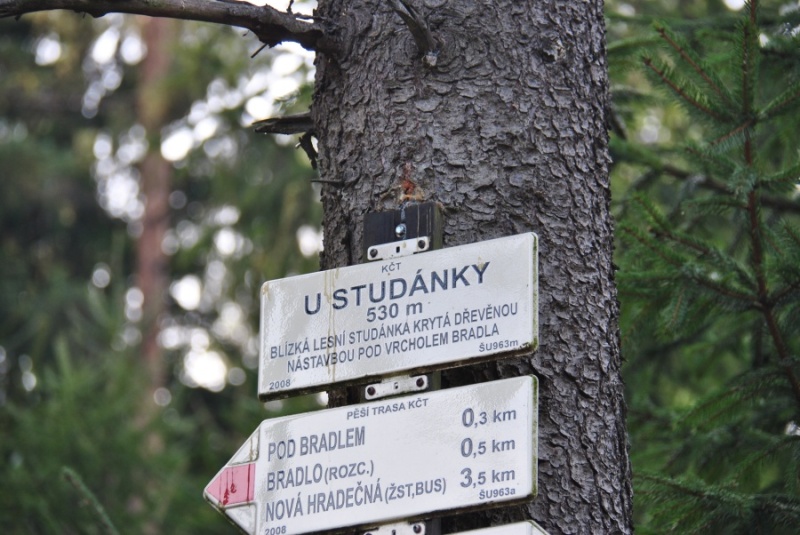 KČT
U STUDÁNKY
530 m
BLÍZKÁ LESNÍ STUDÁNKA KRYTÁ DŘEVĚNOU
NÁSTAVBOU POD VRCHOLEM BRADLA
2008 ŠU963m
PĚŠÍ TRASA KČT
POD BRADLEM 0,3 km
BRADLO (ROZC.) 0,5 km
NOVÁ HRADEČNÁ (ŽST,BUS) 3,5 km
2008 ŠU963a